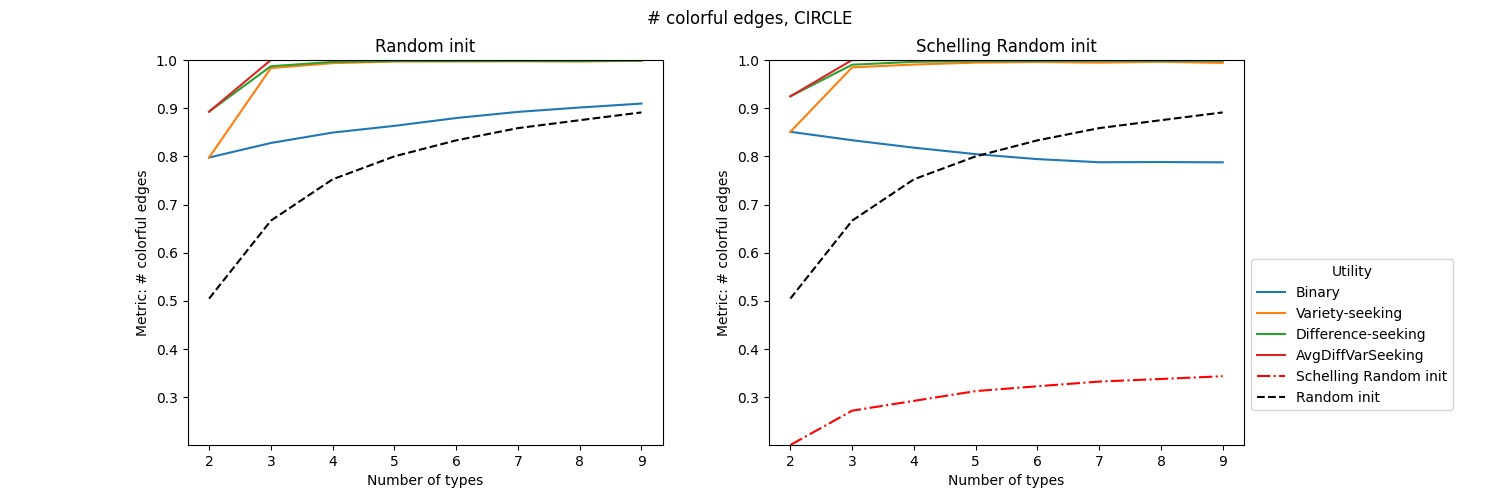 # colorful edges, CIRCLE
Random init
Metric: # colorful edges
1.0
0.9
0.8
0.7
0.6
0.5
0.4
0.3
2 3 4 5 6 7 8 9
Number of types
Schelling Random init
Metric: # colorful edges
1.0
0.9
0.8
0.7
0.6
0.5
0.4
0.3
2 3 4 5 6 7 8 9
Number of types
Utility
Binary
Variety-seeking
Difference-seeking
AvgDiffVarSeeking
Schelling Random init
Random init